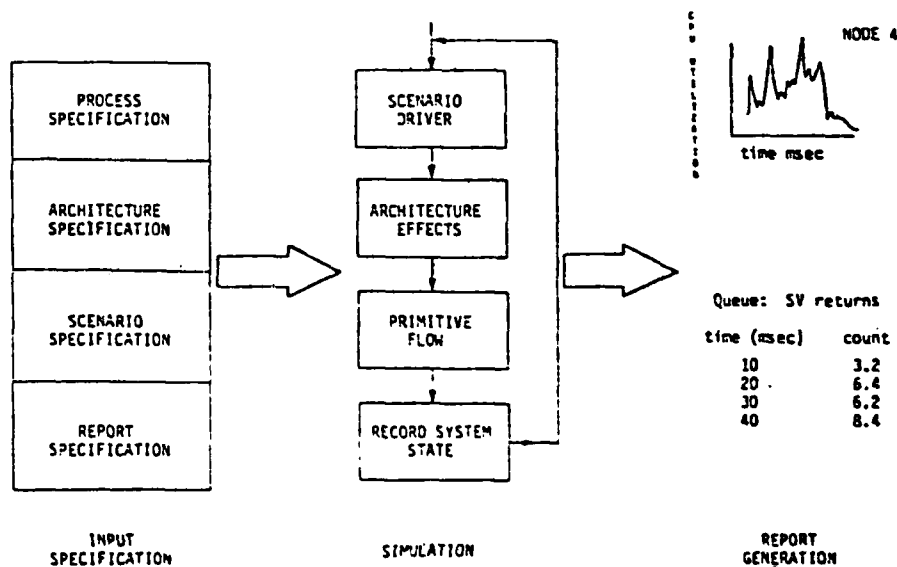 PROCESS
SPECIFICATION
ARCHITECTURE
SPECIFICATION
SCENARIO
SPECIFICATION
REPORT
SPECIFICATION
INPUT
SPECIFICATION
SCENARIO
DRIVER
ARCHITECTURE
EFFECTS
PRIMITIVE
FLOW
RECORD SYSTEM
STATE
SIMULATION
CPU UTILIZATION
NODE 4
time msec
Queue: SV returns
time (msec) count
10 3.2
20 6.4
30 6.2
40 8.4
REPORT
GENERATION